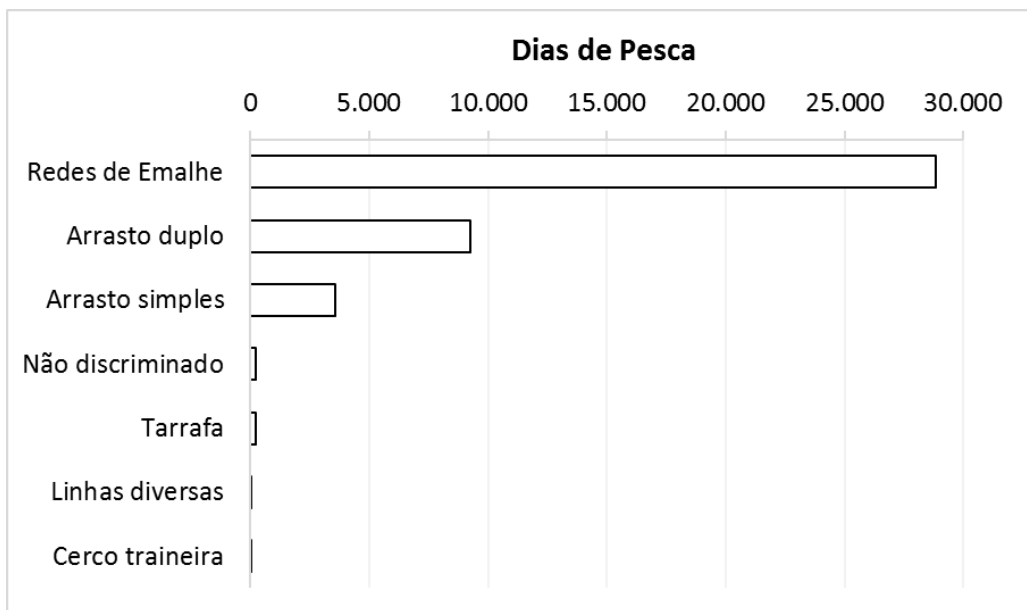 Dias de Pesca
0 5.000 10.000 15.000 20.000 25.000 30.000
Redes de Emalhe
Arrasto duplo
Arrasto simples
Não discriminado
Tarrafa
Linhas diversas
Cerco traineira